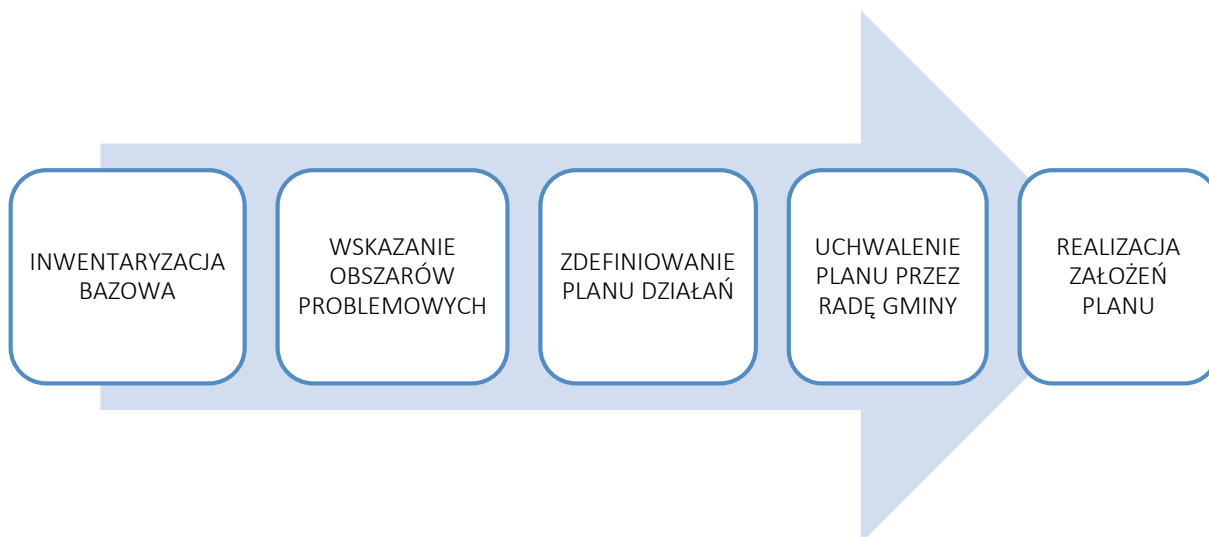 INWENTARYZACJA
BAZOWA
WSKAZANIE
OBSZARÓW
PROBLEMOWYCH
ZDEFINIOWANIE
PLANU DZIAŁAŃ
UCHWALENIE
PLANU PRZEZ
RADĘ GMINY
REALIZACJA
ZAŁOŻEŃ
PLANU